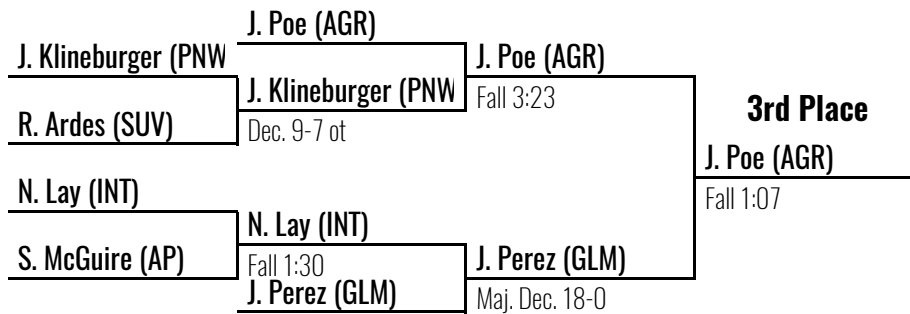 J. Poe (AGR)
J. Klineburger (PNW
J. Poe (AGR)
J. Klineburger (PNW
Fall 3:23
3rd Place
R. Ardes (SUV)
Dec. 9-7 ot
J. Poe (AGR)
N. Lay (INT)
Fall 1:07
N. Lay (INT)
S. McGuire (AP)
Fall 1:30
J. Perez (GLM)
J. Perez (GLM)
Maj. Dec. 18-0